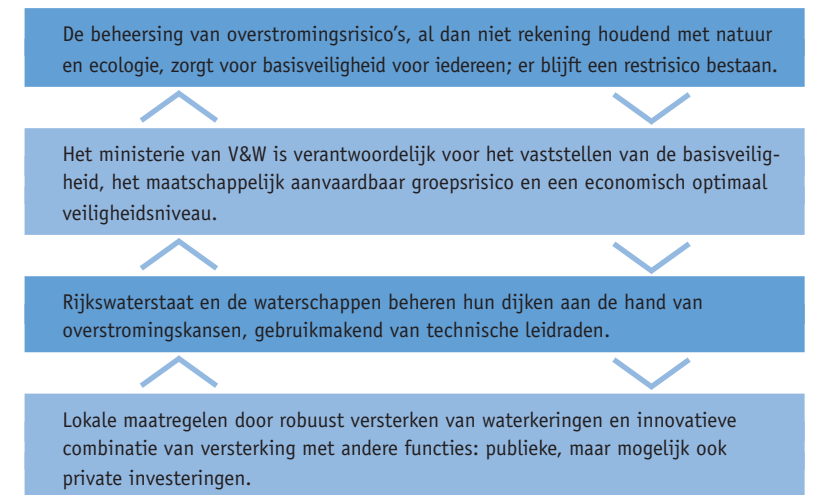 De beheersing van overstromingsrisico’s, al dan niet rekening houdend met natuur
en ecologie, zorgt voor basisveiligheid voor iedereen; er blijft een restrisico bestaan.
Het ministerie van V&W is verantwoordelijk voor het vaststellen van de basisveilig-
heid, het maatschappelijk aanvaardbaar groepsrisico en een economisch optimaal
veiligheidsniveau.
Rijkswaterstaat en de waterschappen beheren hun dijken aan de hand van
overstromingskansen, gebruikmakend van technische leidraden.
Lokale maatregelen door robuust versterken van waterkeringen en innovatieve
combinatie van versterking met andere functies: publieke, maar mogelijk ook
private investeringen.